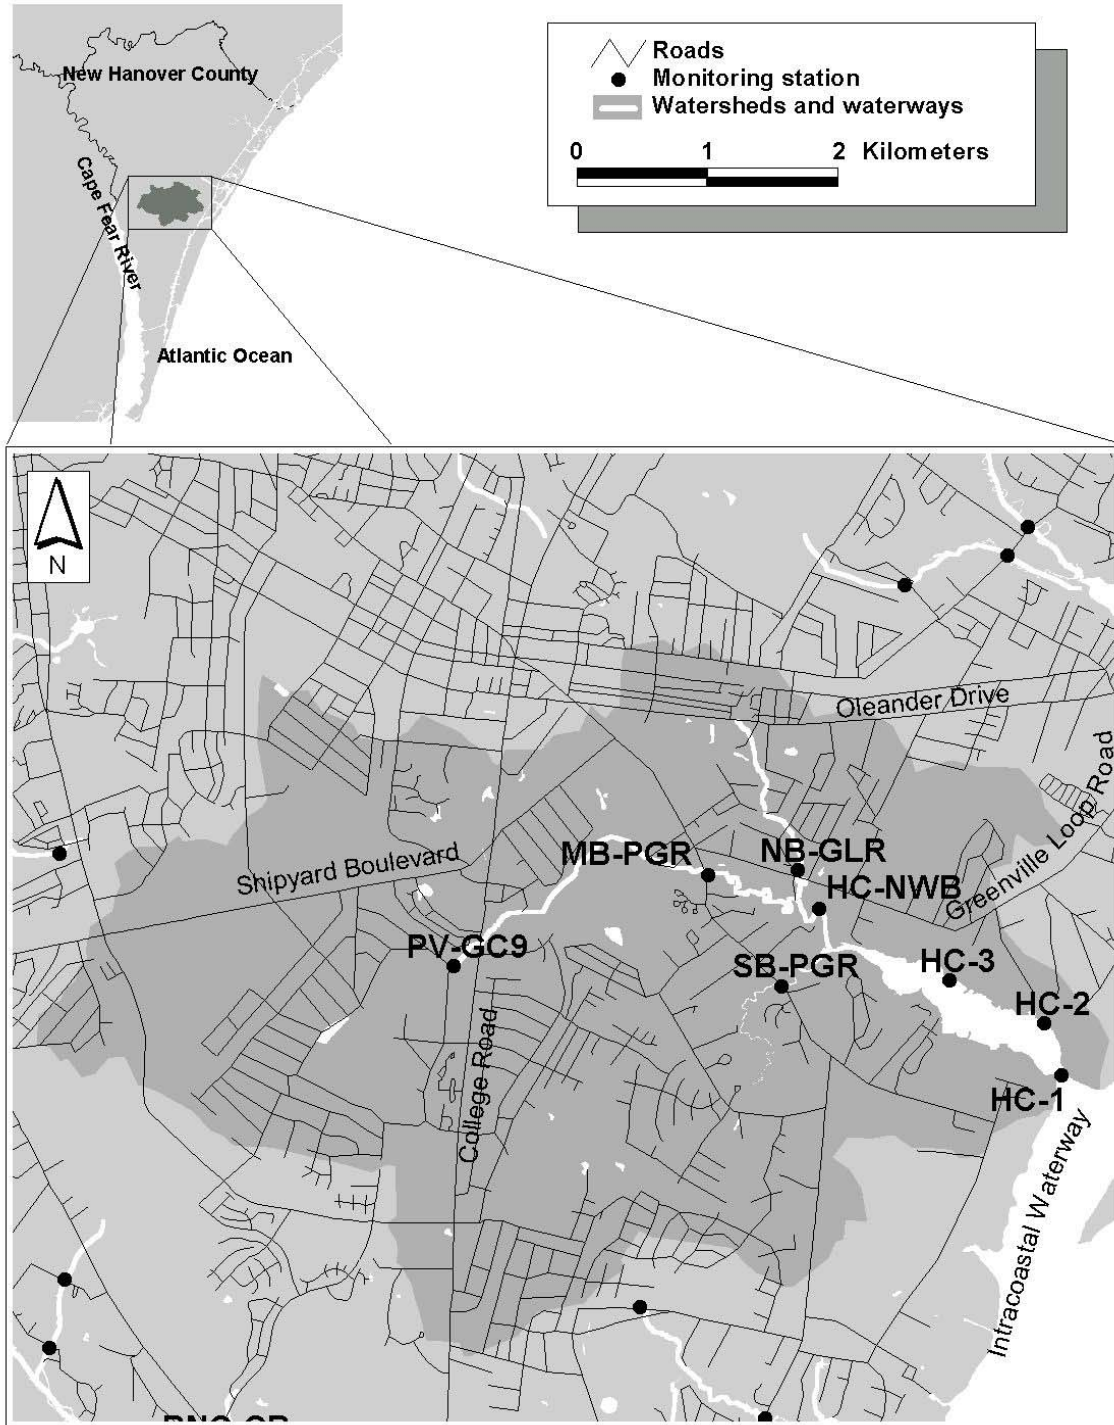 New Hanover County
Cape Fear River
Atlantic Ocean
Roads
Monitoring station
Watersheds and waterways
0 1 2 Kilometers
N
Oleander Drive
Greenville Loop Road
Shipyard Boulevard
MB-PGR
NB-GLR
HC-NWB
PV-GC9
SB-PGR
HC-3
HC-2
HC-1
College Road
Intracoastal Waterway